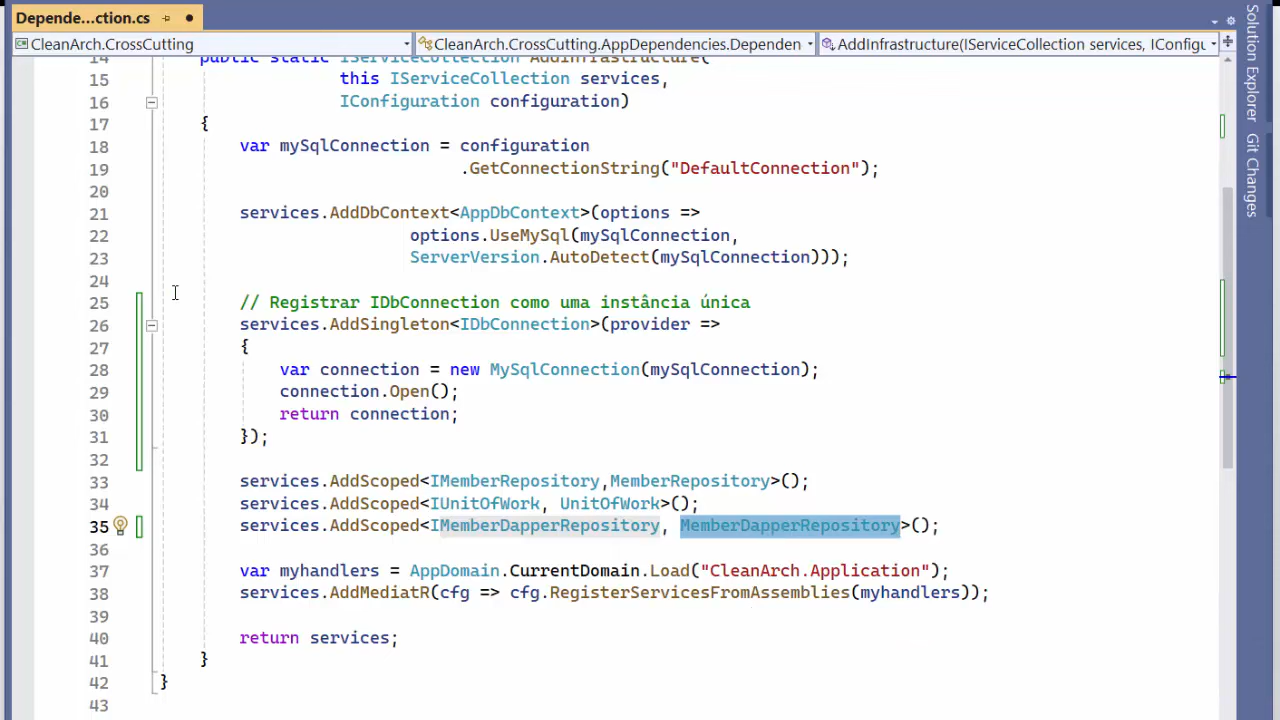 Depende...ction.cs
CleanArch.CrossCutting
CleanArch.CrossCutting.AppDependencies.Dependen
AddInfrastructure(IServiceCollection services, IConfigu
Solution Explorer
Git Changes
14 public static IServiceCollection AddInfrastructure(
15 this IServiceCollection services,
16 IConfiguration configuration)
17 {
18 var mySqlConnection = configuration
19 .GetConnectionString("DefaultConnection");
20
21 services.AddDbContext<AppDbContext>(options =>
22 options.UseMySql(mySqlConnection,
23 ServerVersion.AutoDetect(mySqlConnection)));
24
25 // Registrar IDbConnection como uma instância única
26 services.AddSingleton<IDbConnection>(provider =>
27 {
28 var connection = new MySqlConnection(mySqlConnection);
29 connection.Open();
30 return connection;
31 });
32
33 services.AddScoped<IMemberRepository,MemberRepository>();
34 services.AddScoped<IUnitOfWork, UnitOfWork>();
35 services.AddScoped<IMemberDapperRepository, MemberDapperRepository>();
36
37 var myhandlers = AppDomain.CurrentDomain.Load("CleanArch.Application");
38 services.AddMediatR(cfg => cfg.RegisterServicesFromAssemblies(myhandlers));
39
40 return services;
41 }
42 }
43